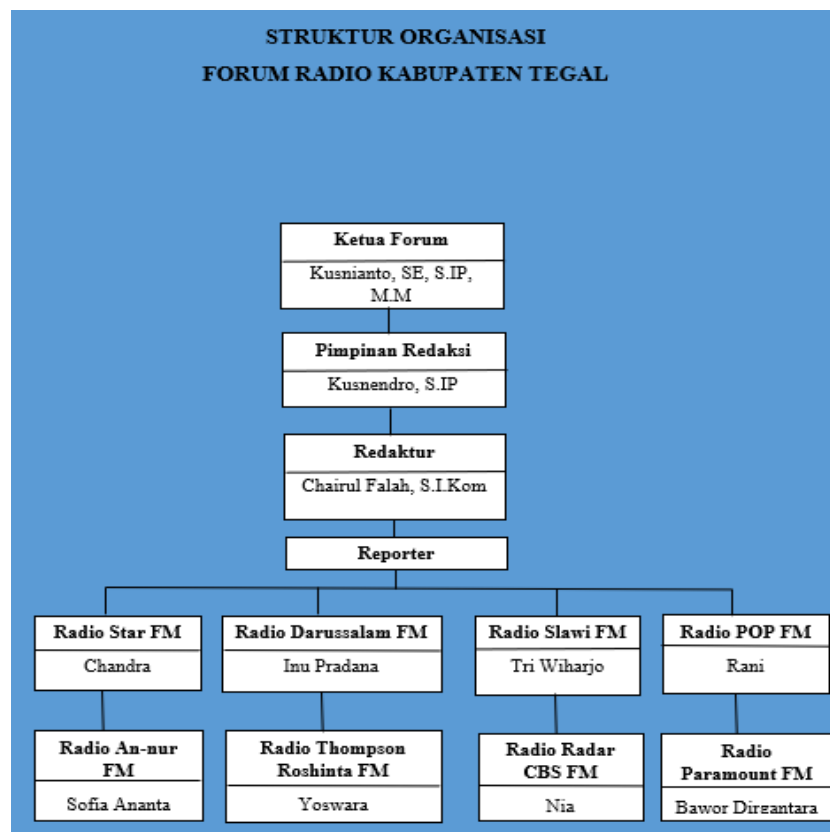 STRUKTUR ORGANISASI
FORUM RADIO KABUPATEN TEGAL
Ketua Forum
Kusnianto, SE, S.IP,
M.M
Pimpinan Redaksi
Kusnendro, S.IP
Redaktur
Chairul Falah, S.I.Kom
Reporter
Radio Star FM
Chandra
Radio Darussalam FM
Inu Pradana
Radio Slawi FM
Tri Wiharjo
Radio POP FM
Rani
Radio An-nur
FM
Sofia Ananta
Radio Thompson
Roshinta FM
Yoswara
Radio Radar
CBS FM
Nia
Radio
Paramount FM
Bawor Dirgantara